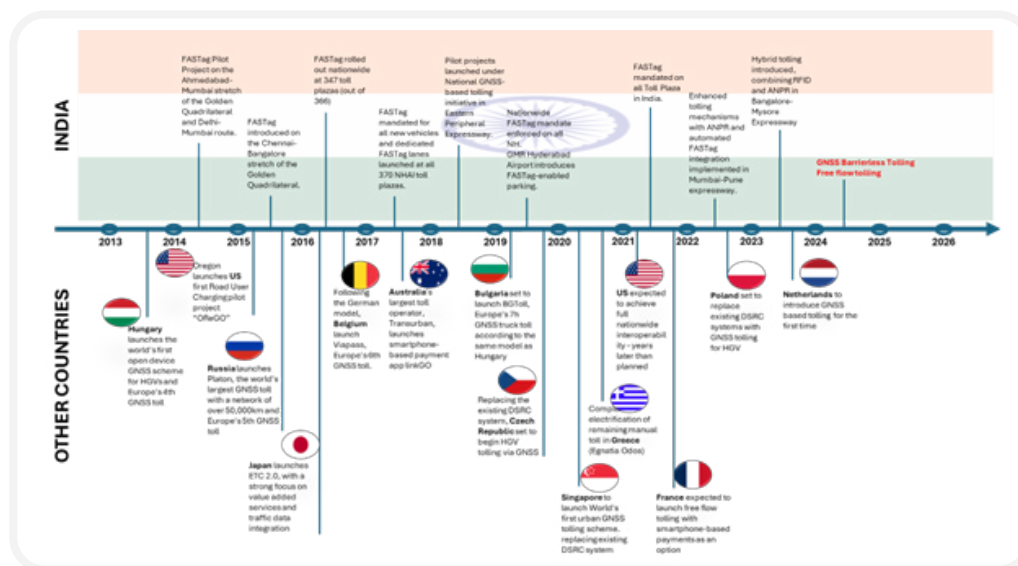 INDIA
FASTag Pilot
Project on the
Ahmedabad-
Mumbai stretch
of the Golden
Quadrilateral
and Delhi-
Mumbai route.
FASTag
introduced on
the Chennai-
Bangalore
stretch of the
Golden
Quadrilateral.
FASTag rolled
out nationwide
at 347 toll
plazas (out of
366)
FASTag
mandated for
all new vehicles
and dedicated
FASTag lanes
launched at all
370 NHAI toll
plazas.
Pilot projects
launched under
National GNSS-
based tolling
initiative in
Eastern
Peripheral
Expressway.
Nationwide
FASTag mandate
enforced on all
NH.
GMR Hyderabad
Airport introduces
FASTag-enabled
parking.
FASTag
mandated on
all Toll Plaza
in India.
Enhanced
tolling
mechanisms
with ANPR and
automated
FASTag
integration
implemented in
Mumbai-Pune
expressway.
Hybrid tolling
introduced,
combining RFID
and ANPR in
Bangalore-
Mysore
Expressway
GNSS Barrierless Tolling
Free flow tolling
2013 2014 2015 2016 2017 2018 2019 2020 2021 2022 2023 2024 2025 2026
OTHER COUNTRIES
Hungary
launches the
world's first
open device
GNSS scheme
for HGVs and
Europe's 4th
GNSS toll
Oregon
launches US
first Road User
Charging pilot
project
"OReGO"
Russia launches
Platon, the world's
largest GNSS toll
with a network of
over 50,000km and
Europe's 5th GNSS
toll
Japan launches
ETC 2.0, with a
strong focus on
value added
services and
traffic data
integration
Following
the German
model,
Belgium
launch
Viapass,
Europe's 6th
GNSS toll.
Australia's
largest toll
operator,
Transurban,
launches
smartphone-
based payment
app linkGO
Bulgaria set to
launch BGToll,
Europe's 7h
GNSS truck toll
according to the
same model as
Hungary
Replacing the
existing DSRC
system, Czech
Republic set to
begin HGV
tolling via GNSS
Singapore to
launch World's
first urban GNSS
tolling scheme.
replacing existing
DSRC system
US expected
to achieve
full
nationwide
interoperabil
ity - years
later than
planned
electrification of
remaining manual
toll in Greece
(Egnatia Odos)
France expected to
launch free flow
tolling with
smartphone-based
payments as an
option
Poland set to
replace
existing DSRC
systems with
GNSS tolling
for HGV
Netherlands to
introduce GNSS
based tolling for the
first time